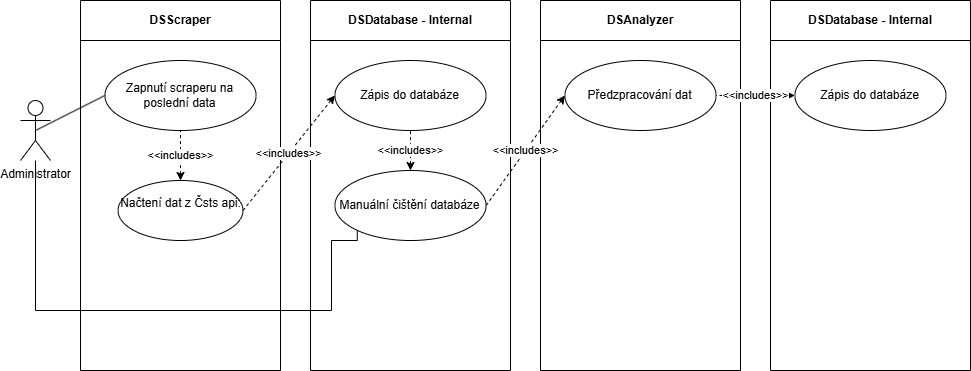 DSScraper
DSDatabase - Internal
DSAnalyzer
DSDatabase - Internal
Zapnutí scraperu na
poslední data
Zápis do databáze
Předzpracování dat
<<includes>>
Zápis do databáze
<<includes>>
<<includes>>
<<includes>>
<<includes>>
Administrator
Načtení dat z Čsts api.
Manuální čištění databáze